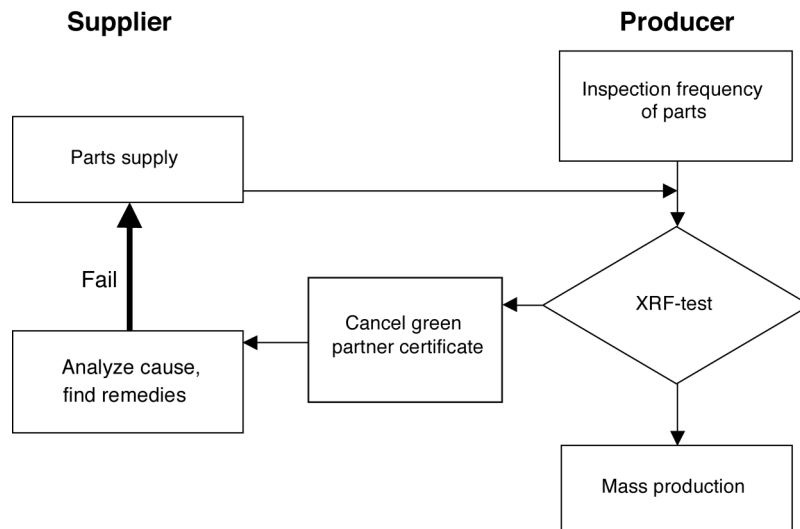 Supplier
Producer
Inspection frequency
of parts
Parts supply
Fail
XRF-test
Cancel green
partner certificate
Analyze cause,
find remedies
Mass production